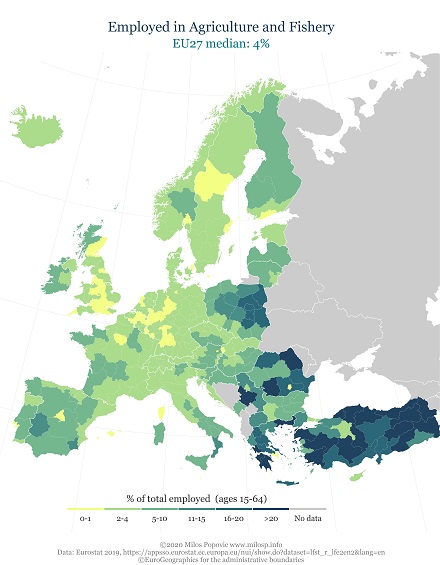 Employed in Agriculture and Fishery
EU27 median: 4%
% of total employed (ages 15-64)
0-1 2-4 5-10 11-15 16-20 >20 No data
©2020 Milos Popovic www.milosp.info
Data: Eurostat 2019, https://appsso.eurostat.ec.europa.eu/nui/show.do?dataset=lfst_r_lfe2en2&lang=en
©EuroGeographics for the administrative boundaries